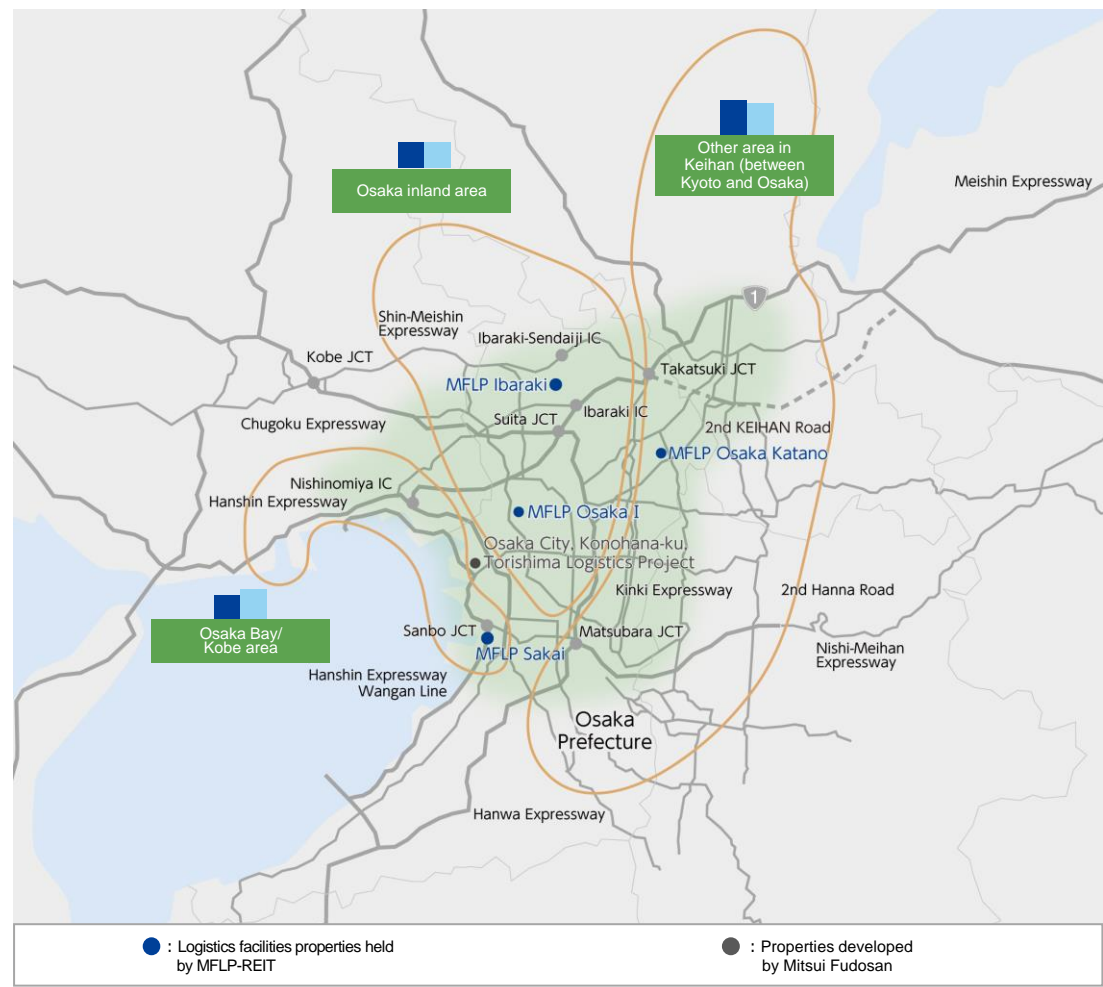 Other area in
Keihan (between
Kyoto and Osaka)
Osaka inland area
Meishin Expressway
1
Shin-Meishin
Expressway
Ibaraki-Sendaiji IC
Kobe JCT
Takatsuki JCT
MFLP Ibaraki
Ibaraki IC
Suita JCT
Chugoku Expressway
2nd KEIHAN Road
MFLP Osaka Katano
Nishinomiya IC
Hanshin Expressway
MFLP Osaka I
Osaka City, Konohana-ku,
Torishima Logistics Project
Kinki Expressway
2nd Hanna Road
Osaka Bay/
Kobe area
Sanbo JCT
Matsubara JCT
MFLP Sakai
Nishi-Meihan
Expressway
Hanshin Expressway
Wangan Line
Osaka
Prefecture
Hanwa Expressway
: Logistics facilities properties held
by MFLP-REIT
: Properties developed
by Mitsui Fudosan